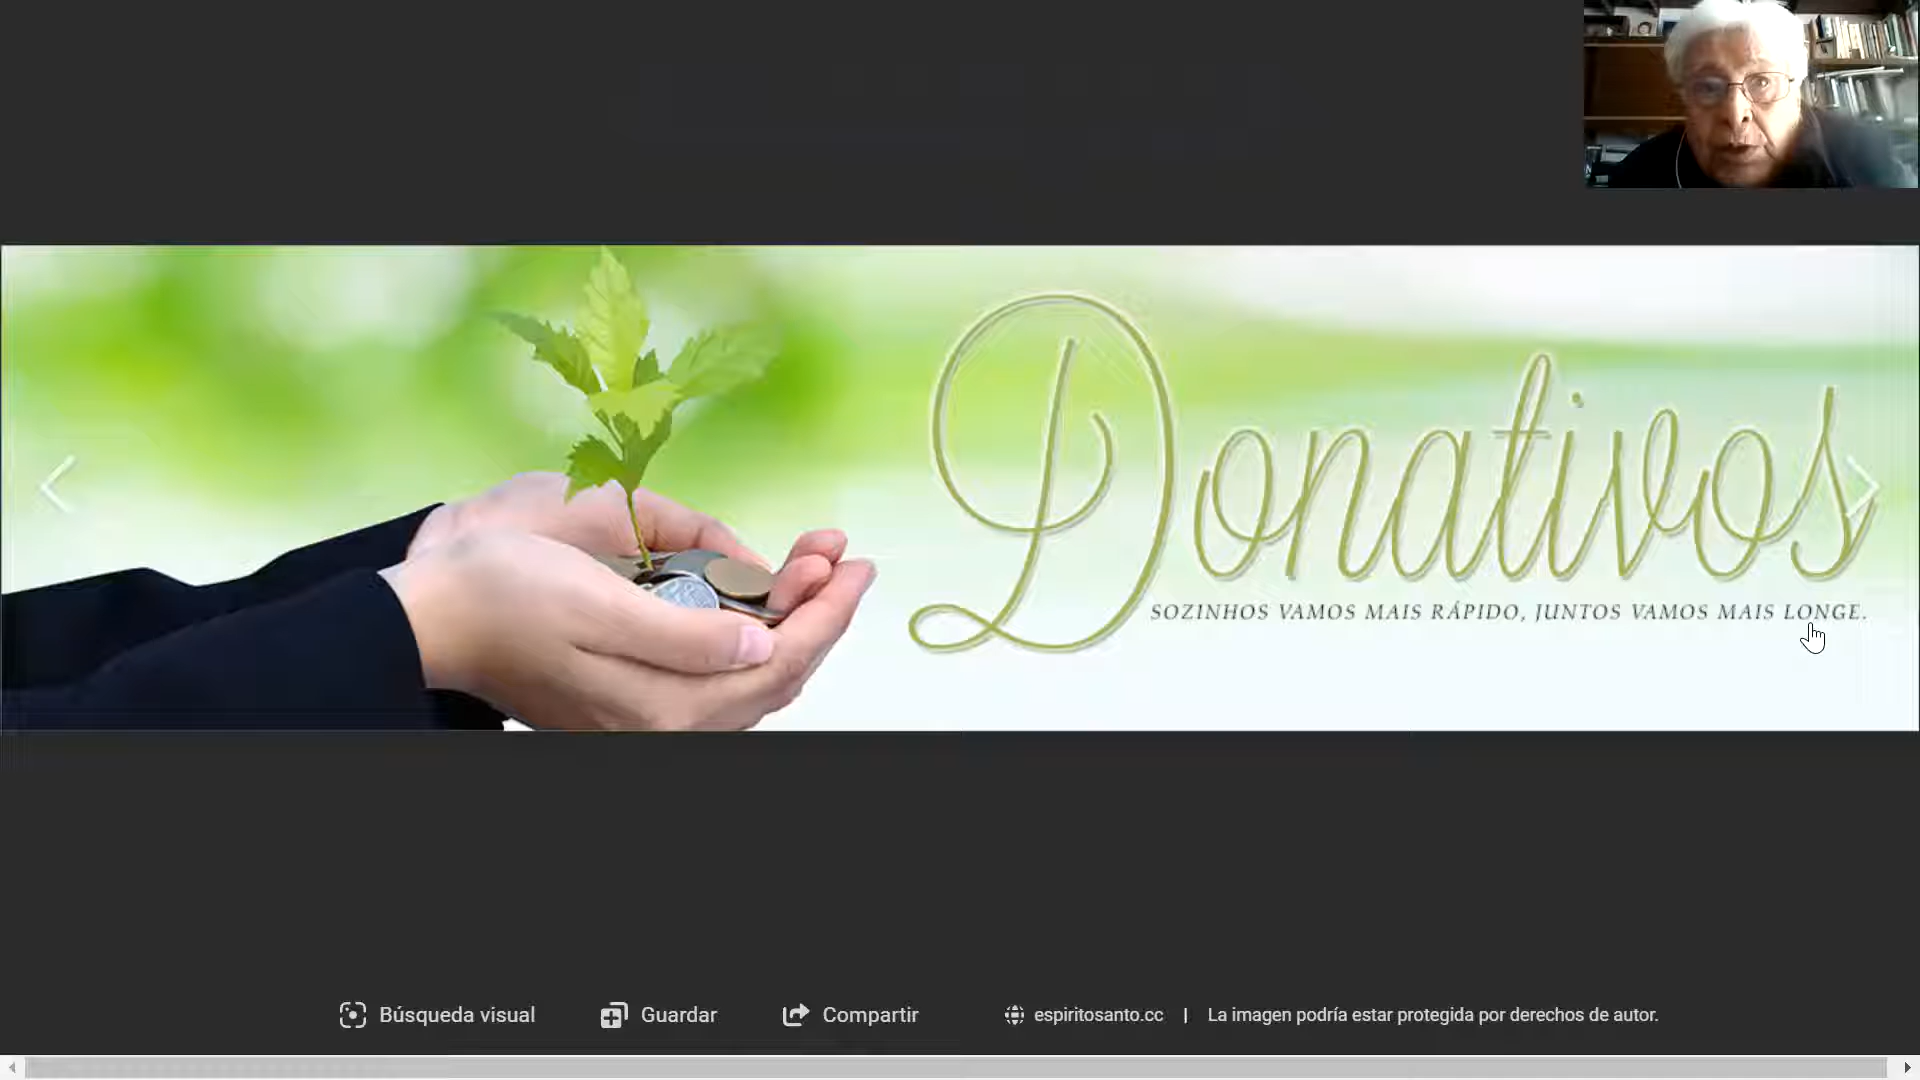 Donativos
SOZINHOS VAMOS MAIS RÁPIDO, JUNTOS VAMOS MAIS LONGE.
Búsqueda visual
Guardar
Compartir
espiritosanto.cc | La imagen podría estar protegida por derechos de autor.